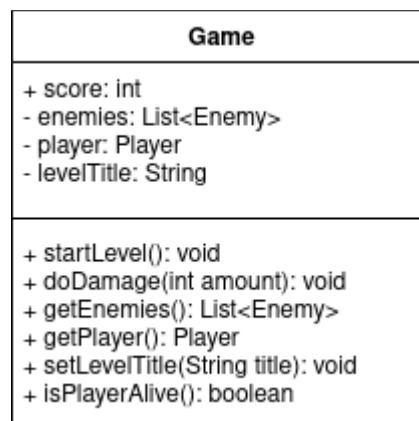 Game
+ score: int
- enemies: List<Enemy>
- player: Player
- levelTitle: String
+ startLevel(): void
+ doDamage(int amount): void
+ getEnemies(): List<Enemy>
+ getPlayer(): Player
+ setLevelTitle(String title): void
+ isPlayerAlive(): boolean